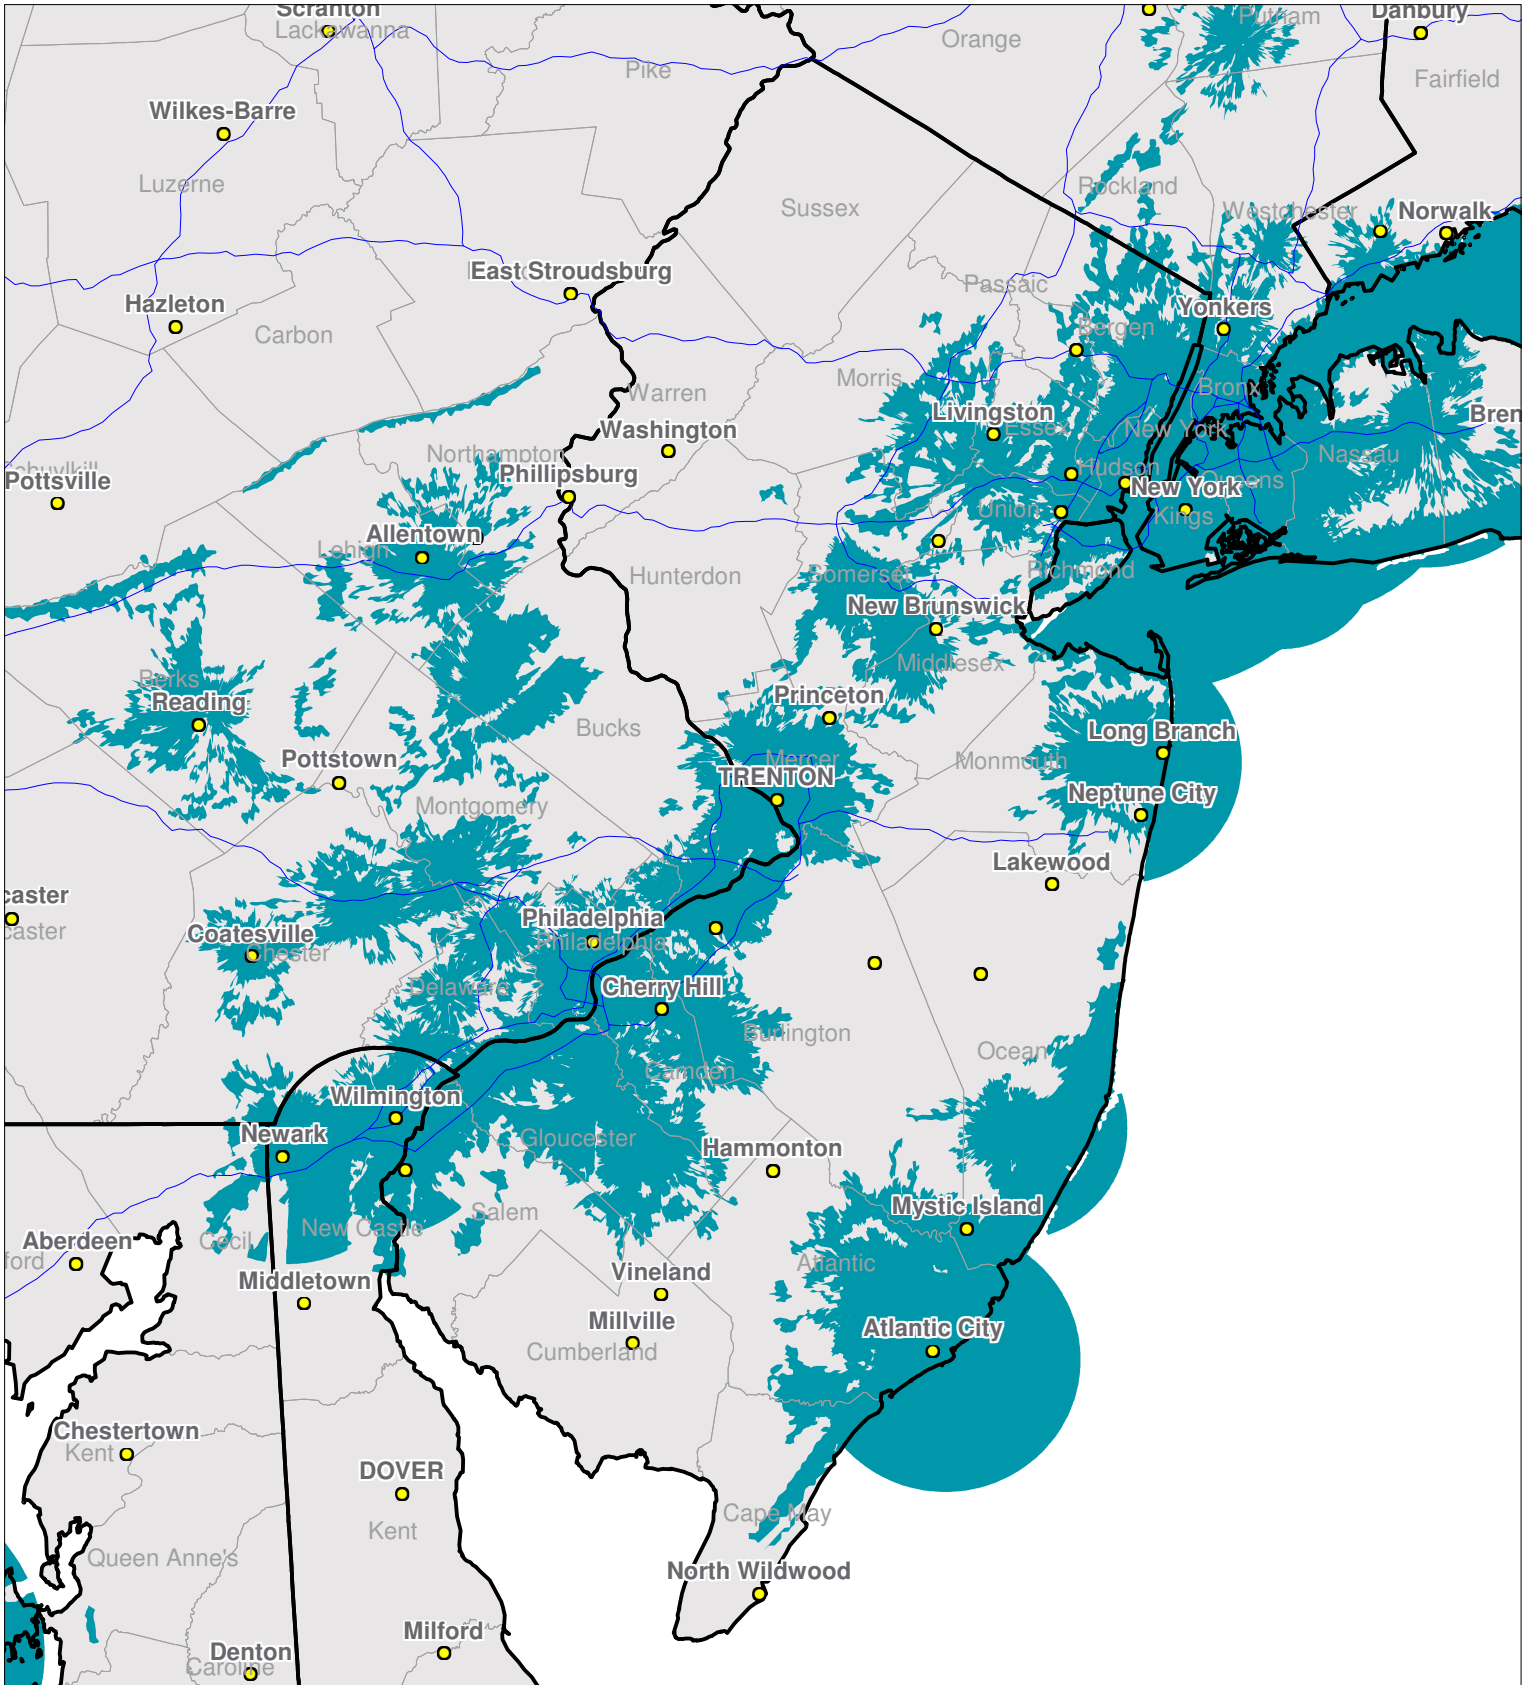 Scranton
Lackawanna
Danbury
Putnam
Orange
Pike
Fairfield
Wilkes-Barre
Luzerne
Rockland
Sussex
Westchester
Norwalk
East Stroudsburg
Passaic
Hazleton
Yonkers
Carbon
Bergen
Morris
Bronx
Warren
Livingston
Essex
New York
Bren
Washington
Northampton
Nassau
chuylkill
Pottsville
Phillipsburg
Hudson
New York
Queens
Union
Kings
Allentown
Lehigh
Hunterdon
Somerset
Richmond
New Brunswick
Middlesex
Berks
Reading
Princeton
Bucks
Long Branch
Pottstown
Mercer
Monmouth
TRENTON
Montgomery
Neptune City
Lakewood
caster
caster
Coatesville
Chester
Philadelphia
Philadelphia
Delaware
Cherry Hill
Burlington
Ocean
Camden
Wilmington
Newark
Gloucester
Hammonton
Salem
Mystic Island
New Castle
Cecil
Aberdeen
ford
Atlantic
Middletown
Vineland
Millville
Atlantic City
Cumberland
Chestertown
Kent
DOVER
Cape May
Kent
Queen Anne's
North Wildwood
Milford
Denton
Caroline